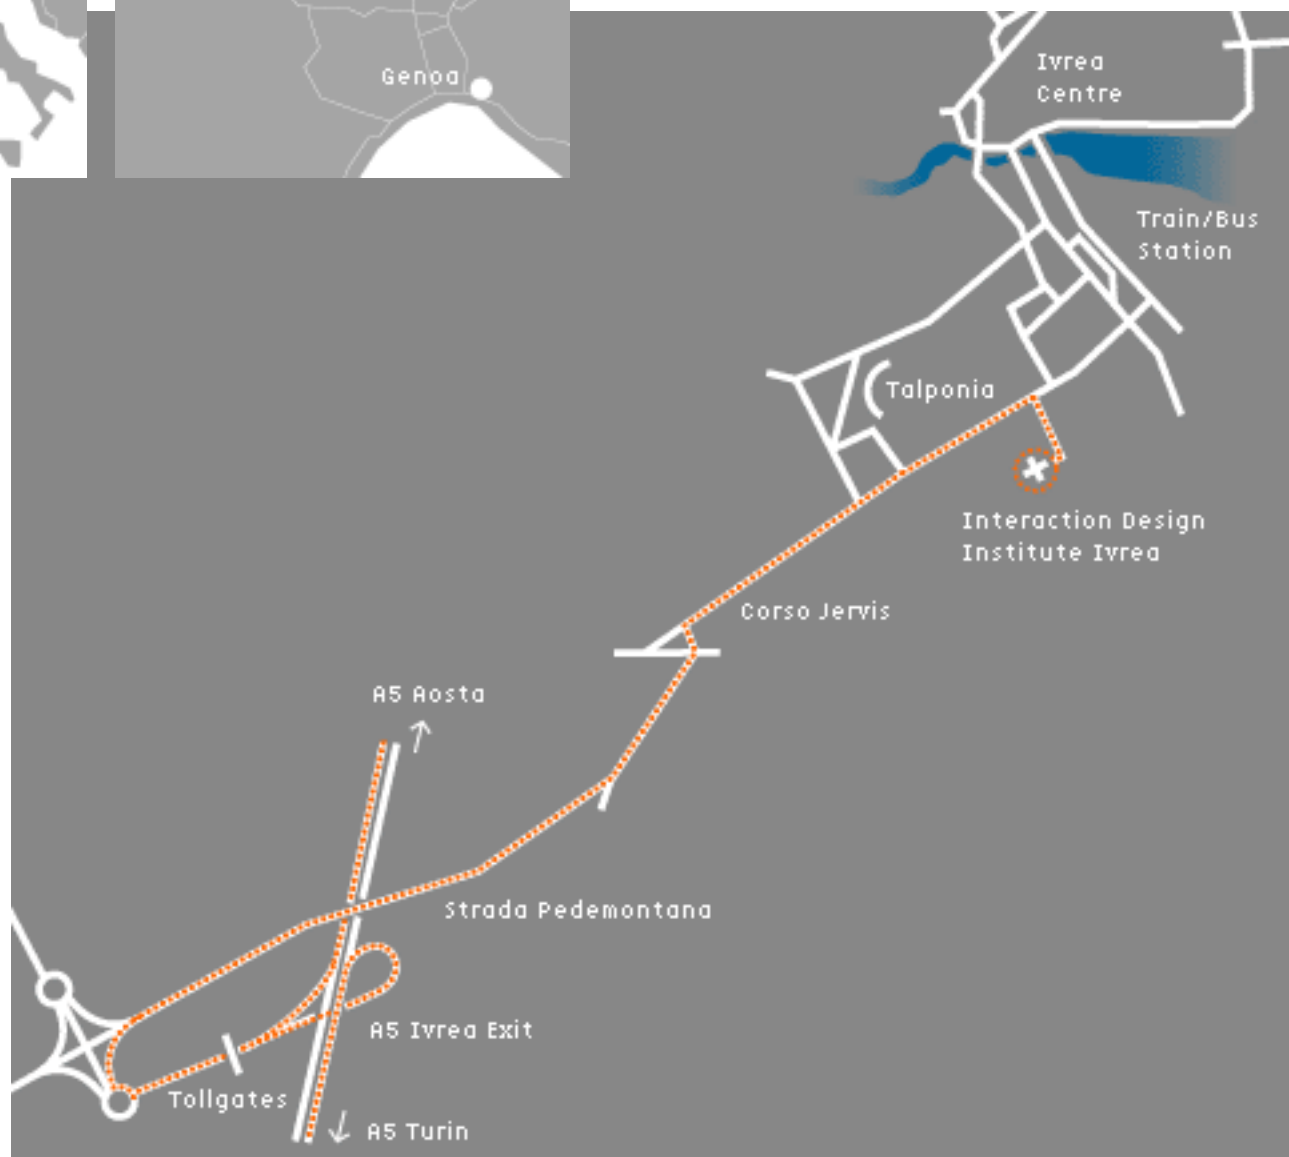 Genoa
Ivrea
Centre
Train/Bus
Station
Talponia
Interaction Design
Institute Ivrea
Corso Jervis
A5 Aosta
Strada Pedemontana
A5 Ivrea Exit
Tollgates
A5 Turin